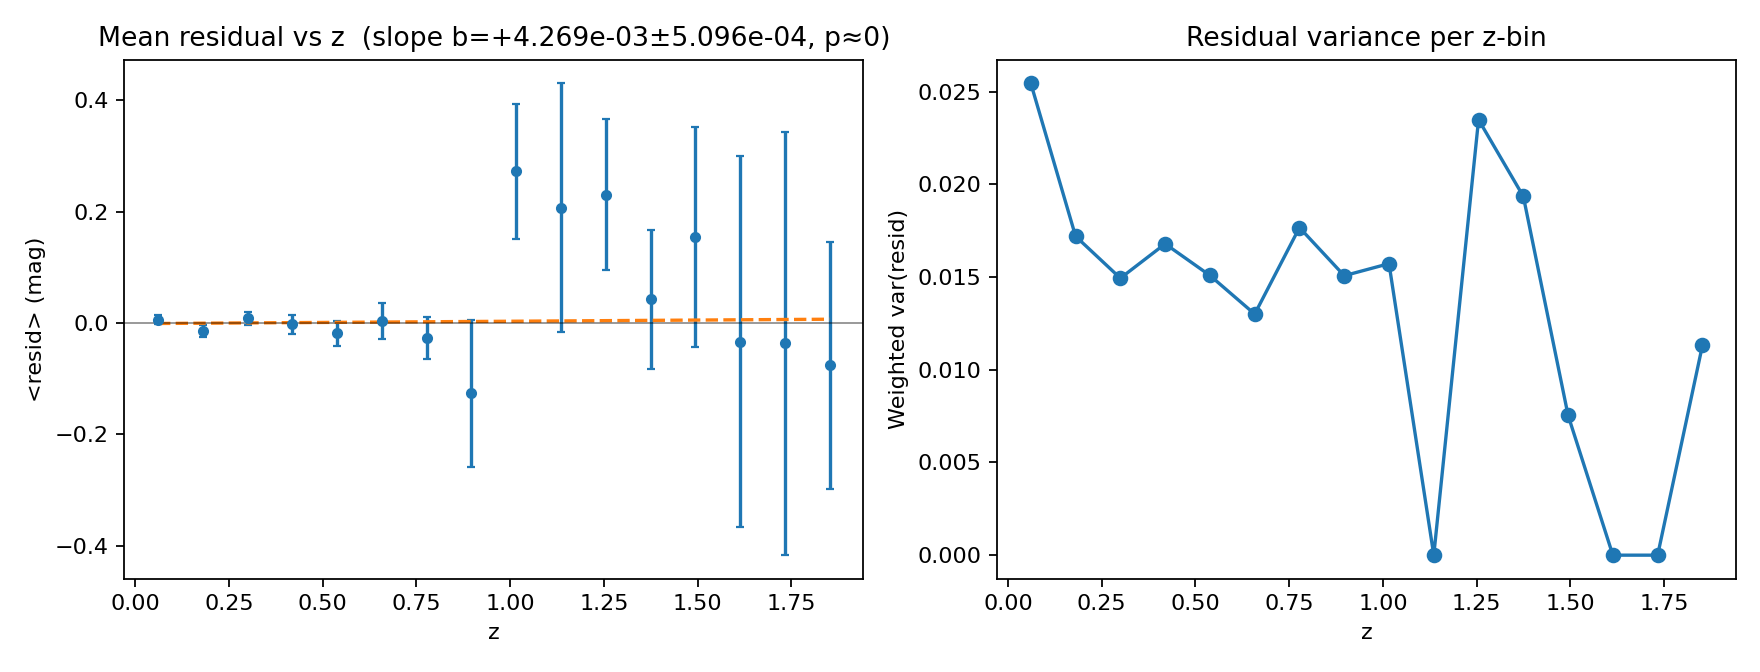 Mean residual vs z  (slope b=+4.269e-03±5.096e-04, p≈0)
<resid> (mag)
0.4
0.2
0.0
−0.2
−0.4
0.00 0.25 0.50 0.75 1.00 1.25 1.50 1.75
z
Residual variance per z-bin
Weighted var(resid)
0.025
0.020
0.015
0.010
0.005
0.000
0.00 0.25 0.50 0.75 1.00 1.25 1.50 1.75
z